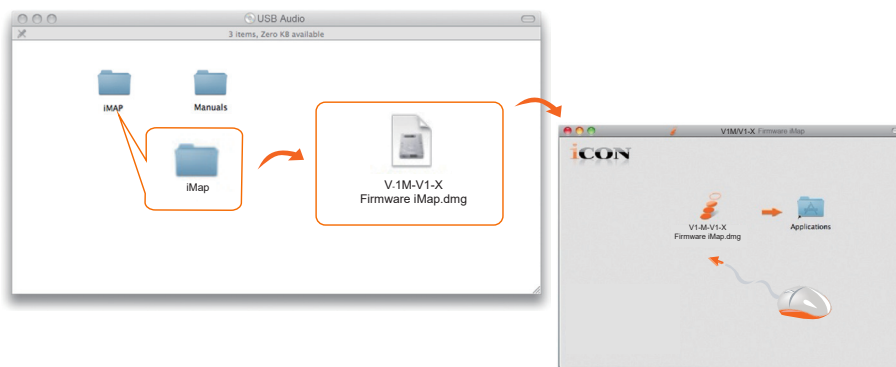 USB Audio
3 items, Zero KB available
iMAP
Manuals
iMap
V.1M-V1-X
Firmware iMap.dmg
V1M/V1-X Firmware iMap
iCON
V1-M-V1-X
Firmware iMap.dmg
Applications